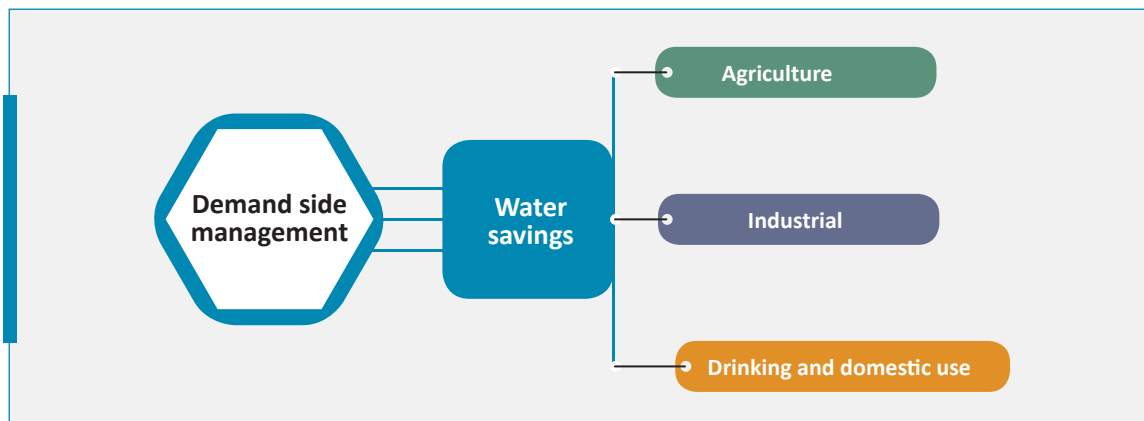 Demand side
management
Water
savings
Agriculture
Industrial
Drinking and domestic use